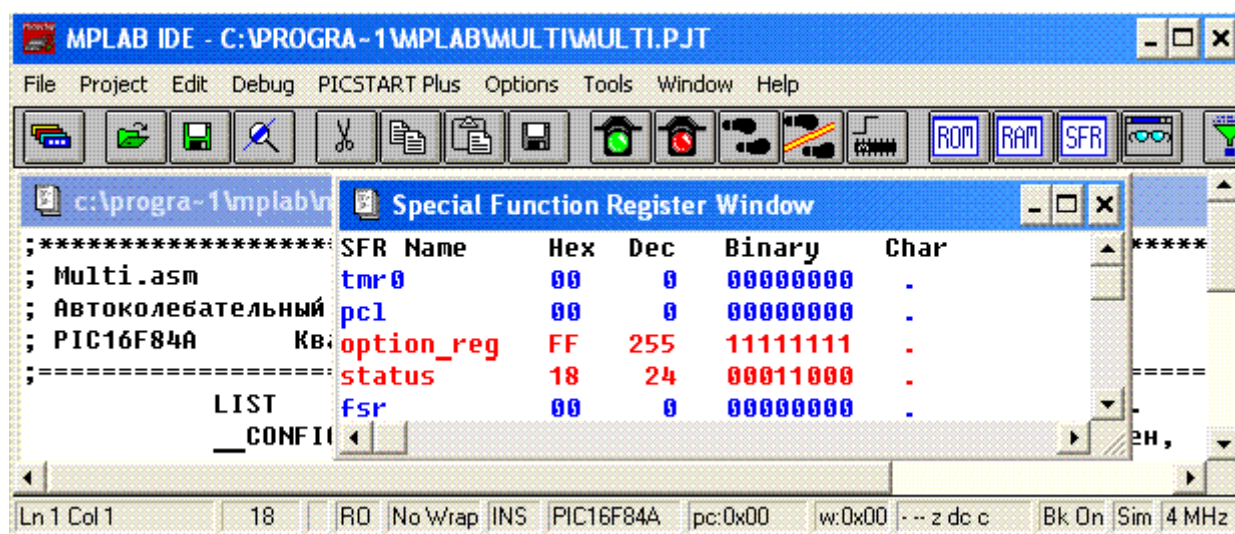 MPLAB IDE - C:\PROGRA~1\MPLAB\MULTI\MULTI.PJT
File Project Edit Debug PICSTART Plus Options Tools Window Help
ROM RAM SFR
c:\progra~1\mplab\
Special Function Register Window
;******************* *****
SFR Name Hex Dec Binary Char
; Multi.asm
tmr0 00 0 00000000 .
; Автоколебательный
pcl 00 0 00000000 .
; PIC16F84A
option_reg FF 255 11111111 .
;=================== =====
status 18 24 00011000 .
LIST
fsr 00 0 00000000 .
Ln 1 Col 1 18 RO No Wrap INS PIC16F84A pc:0x00 w:0x00 - -- z dc c Bk On Sim 4 MHz